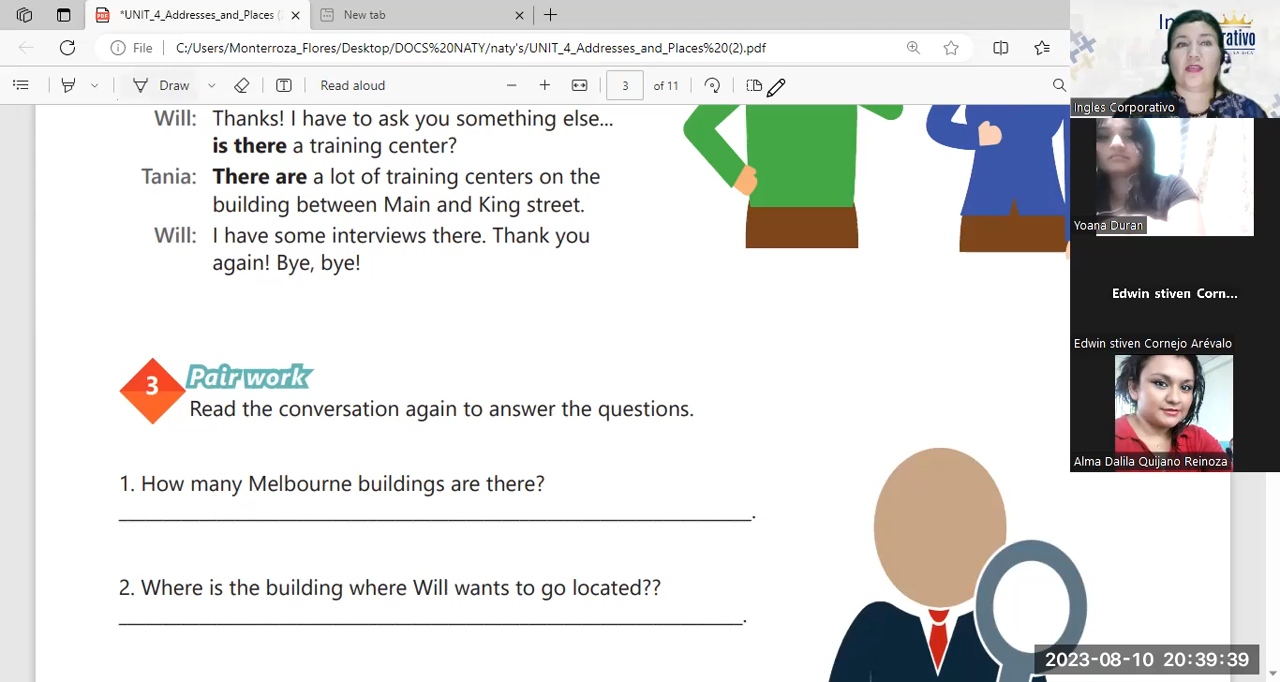 *UNIT_4_Addresses_and_Places (
New tab
File
C:/Users/Monterroza_Flores/Desktop/DOCS%20NATY/naty's/UNIT_4_Addresses_and_Places%20(2).pdf
Draw
Read aloud
3 of 11
Will: Thanks! I have to ask you something else...
is there a training center?
Tania: There are a lot of training centers on the
building between Main and King street.
Will: I have some interviews there. Thank you
again! Bye, bye!
3 Pair work
Read the conversation again to answer the questions.
1. How many Melbourne buildings are there?
2. Where is the building where Will wants to go located??
Ingles Corporativo
Yoana Duran
Edwin stiven Corn...
Edwin stiven Cornejo Arévalo
Alma Dalila Quijano Reinoza
2023-08-10 20:39:39